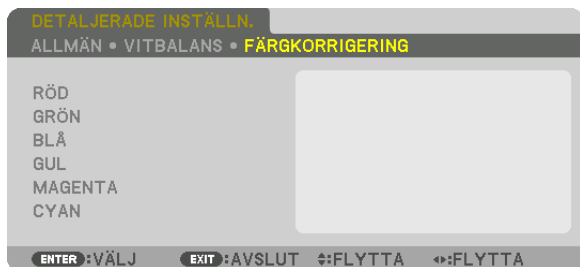 DETALJERADE INSTÄLLN.
ALLMÄN • VITBALANS • FÄRGKORRIGERING
RÖD
GRÖN
BLÅ
GUL
MAGENTA
CYAN
ENTER:VÄLJ EXIT:AVSLUT :FLYTTA :FLYTTA